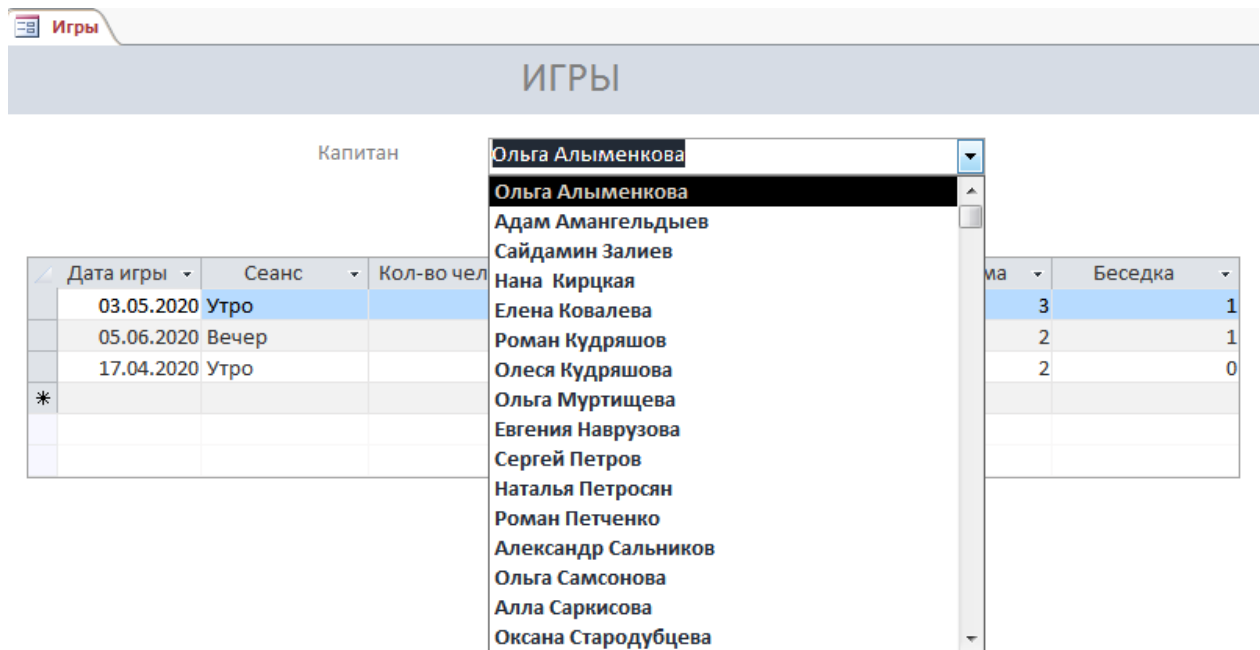 Игры
ИГРЫ
Капитан
Ольга Алыменкова
Ольга Алыменкова
Адам Амангельдыев
Сайдамин Залиев
Нана Кирцкая
Елена Ковалева
Роман Кудряшов
Олеся Кудряшова
Ольга Муртищева
Евгения Наврузова
Сергей Петров
Наталья Петросян
Роман Петченко
Александр Сальников
Ольга Самсонова
Алла Саркисова
Оксана Стародубцева
Дата игры Сеанс Кол-во чел ма Беседка
03.05.2020 Утро 3 1
05.06.2020 Вечер 2 1
17.04.2020 Утро 2 0